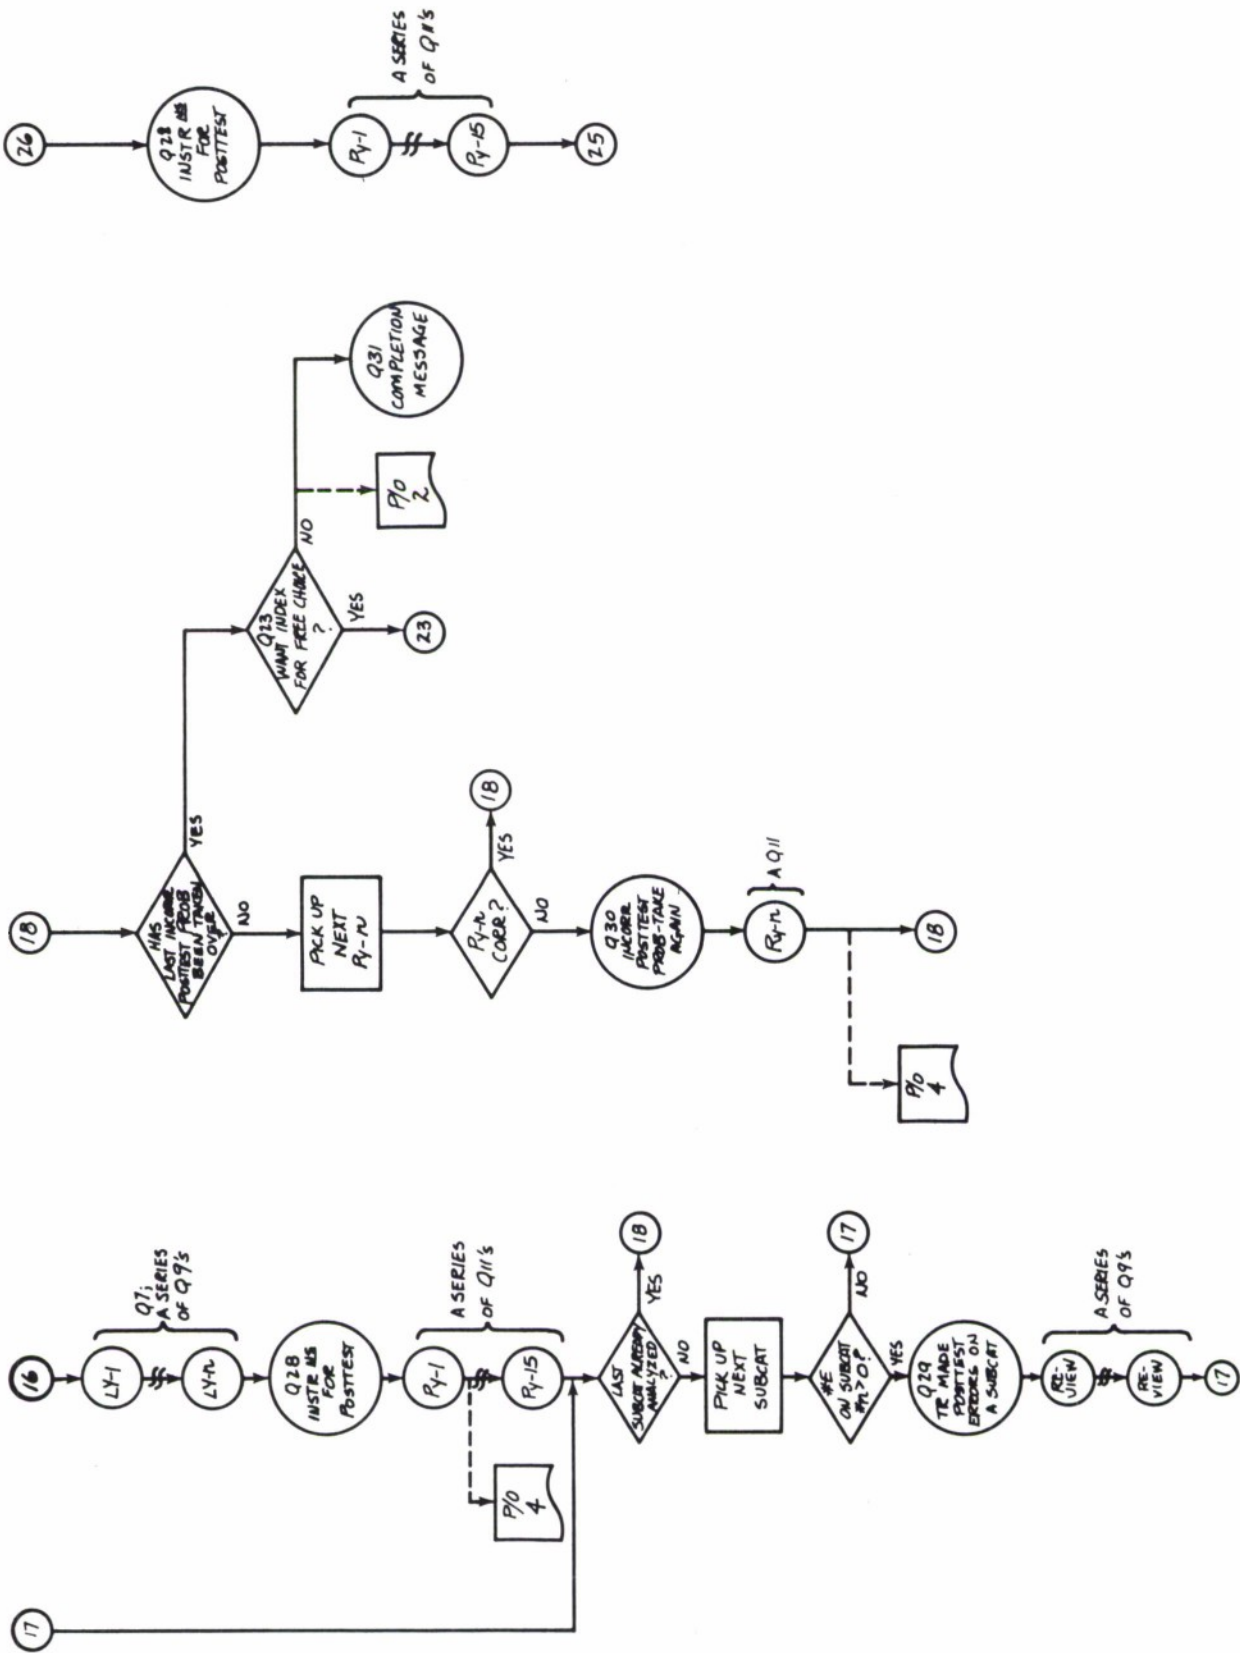 16
LY-1
LY-n
Q7;
A SERIES
OF Q9'S
Q28
INSTR NS
FOR
POSTTEST
Py-1
Py-15
A SERIES
OF Q11'S
P/O
4
17
LAST
SUBCAT ALREADY
ANALYZED
?
YES
18
NO
PICK UP
NEXT
SUBCAT
#E
ON SUBCAT
#n>0?
NO
17
YES
Q29
TR MADE
POSTTEST
ERRORS ON
A SUBCAT
RE-
VIEW
RE-
VIEW
A SERIES
OF Q9'S
17
18
HAS
LAST INCORR
POSTTEST PROB
BEEN TAKEN
OVER
YES
NO
PICK UP
NEXT
Py-n
Py-n
CORR?
YES
18
NO
Q30
INCORR
POSTTEST
PROB-TAKE
AGAIN
Py-n
A Q11
P/O
4
18
Q23
WANT INDEX
FOR FREE CHOICE
?
YES
23
NO
P/O
2
Q31
COMPLETION
MESSAGE
26
Q28
INSTR NS
FOR
POSTTEST
Py-1
Py-15
A SERIES
OF Q11'S
25